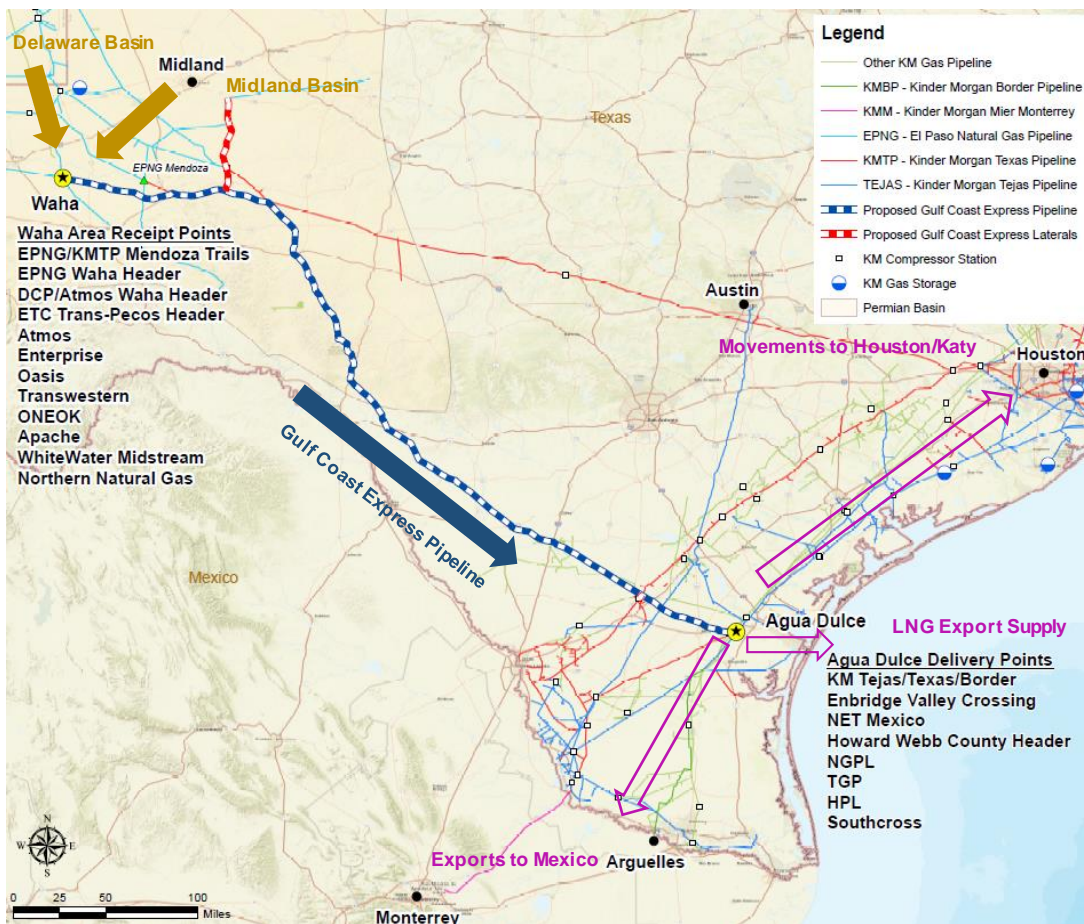 Delaware Basin
Midland
Midland Basin
Texas
EPNG Mendoza
Waha
Waha Area Receipt Points
EPNG/KMTP Mendoza Trails
EPNG Waha Header
DCP/Atmos Waha Header
ETC Trans-Pecos Header
Atmos
Enterprise
Oasis
Transwestern
ONEOK
Apache
WhiteWater Midstream
Northern Natural Gas
Legend
Other KM Gas Pipeline
KMBP - Kinder Morgan Border Pipeline
KMM - Kinder Morgan Mier Monterrey
EPNG - El Paso Natural Gas Pipeline
KMTP - Kinder Morgan Texas Pipeline
TEJAS - Kinder Morgan Tejas Pipeline
Proposed Gulf Coast Express Pipeline
Proposed Gulf Coast Express Laterals
KM Compressor Station
KM Gas Storage
Permian Basin
Austin
Movements to Houston/Katy
Houston
Gulf Coast Express Pipeline
Mexico
Agua Dulce
LNG Export Supply
Agua Dulce Delivery Points
KM Tejas/Texas/Border
Enbridge Valley Crossing
NET Mexico
Howard Webb County Header
NGPL
TGP
HPL
Southcross
Exports to Mexico
Arguelles
Monterrey
N
W E
S
0 25 50 100
Miles